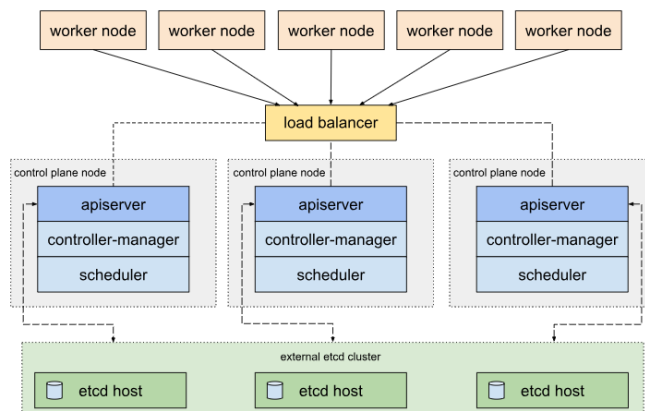 worker node
worker node
worker node
worker node
worker node
load balancer
control plane node
control plane node
control plane node
apiserver
apiserver
apiserver
controller-manager
controller-manager
controller-manager
scheduler
scheduler
scheduler
external etcd cluster
etcd host
etcd host
etcd host